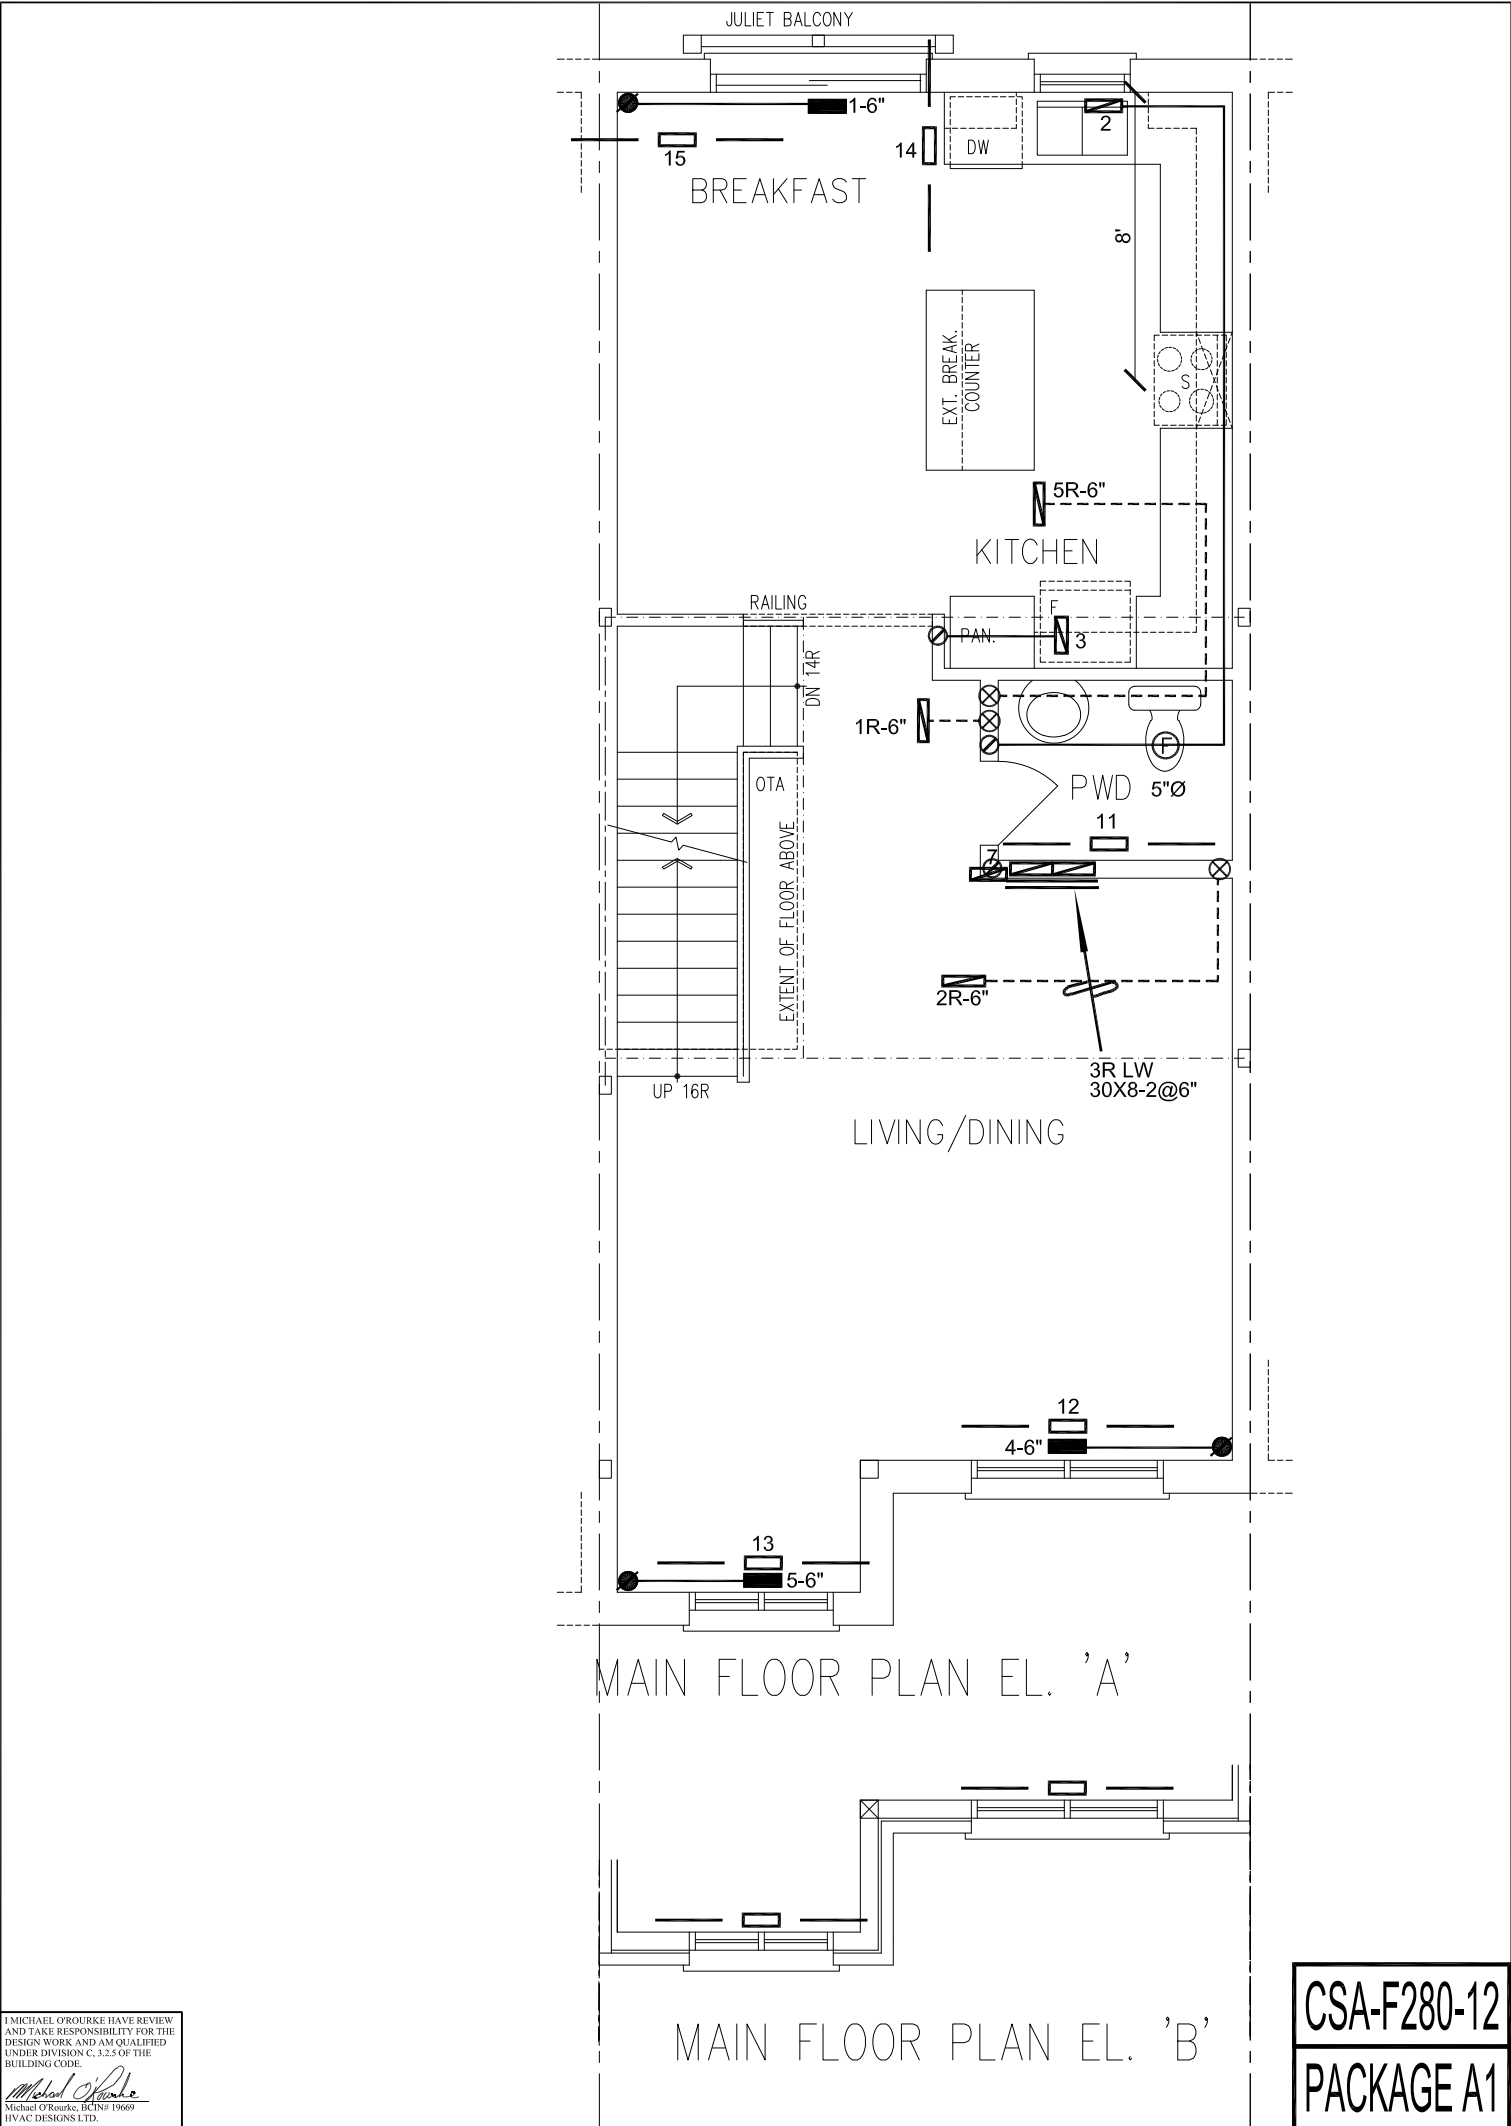 JULIET BALCONY
1-6"
2
15
14
DW
BREAKFAST
8'
EXT. BREAK.
COUNTER
S
5R-6"
KITCHEN
RAILING
F
PAN.
3
DN 14R
1R-6"
F
OTA
PWD
5"Ø
11
7
EXTENT OF FLOOR ABOVE
2R-6"
3R LW
30X8-2@6"
UP 16R
LIVING/DINING
12
4-6"
13
5-6"
MAIN FLOOR PLAN EL. 'A'
MAIN FLOOR PLAN EL. 'B'
CSA-F280-12
PACKAGE A1
I MICHAEL O'ROURKE HAVE REVIEW
AND TAKE RESPONSIBILITY FOR THE
DESIGN WORK AND AM QUALIFIED
UNDER DIVISION C, 3.2.5 OF THE
BUILDING CODE.
Michael O'Rourke
Michael O'Rourke, BCIN# 19669
HVAC DESIGNS LTD.